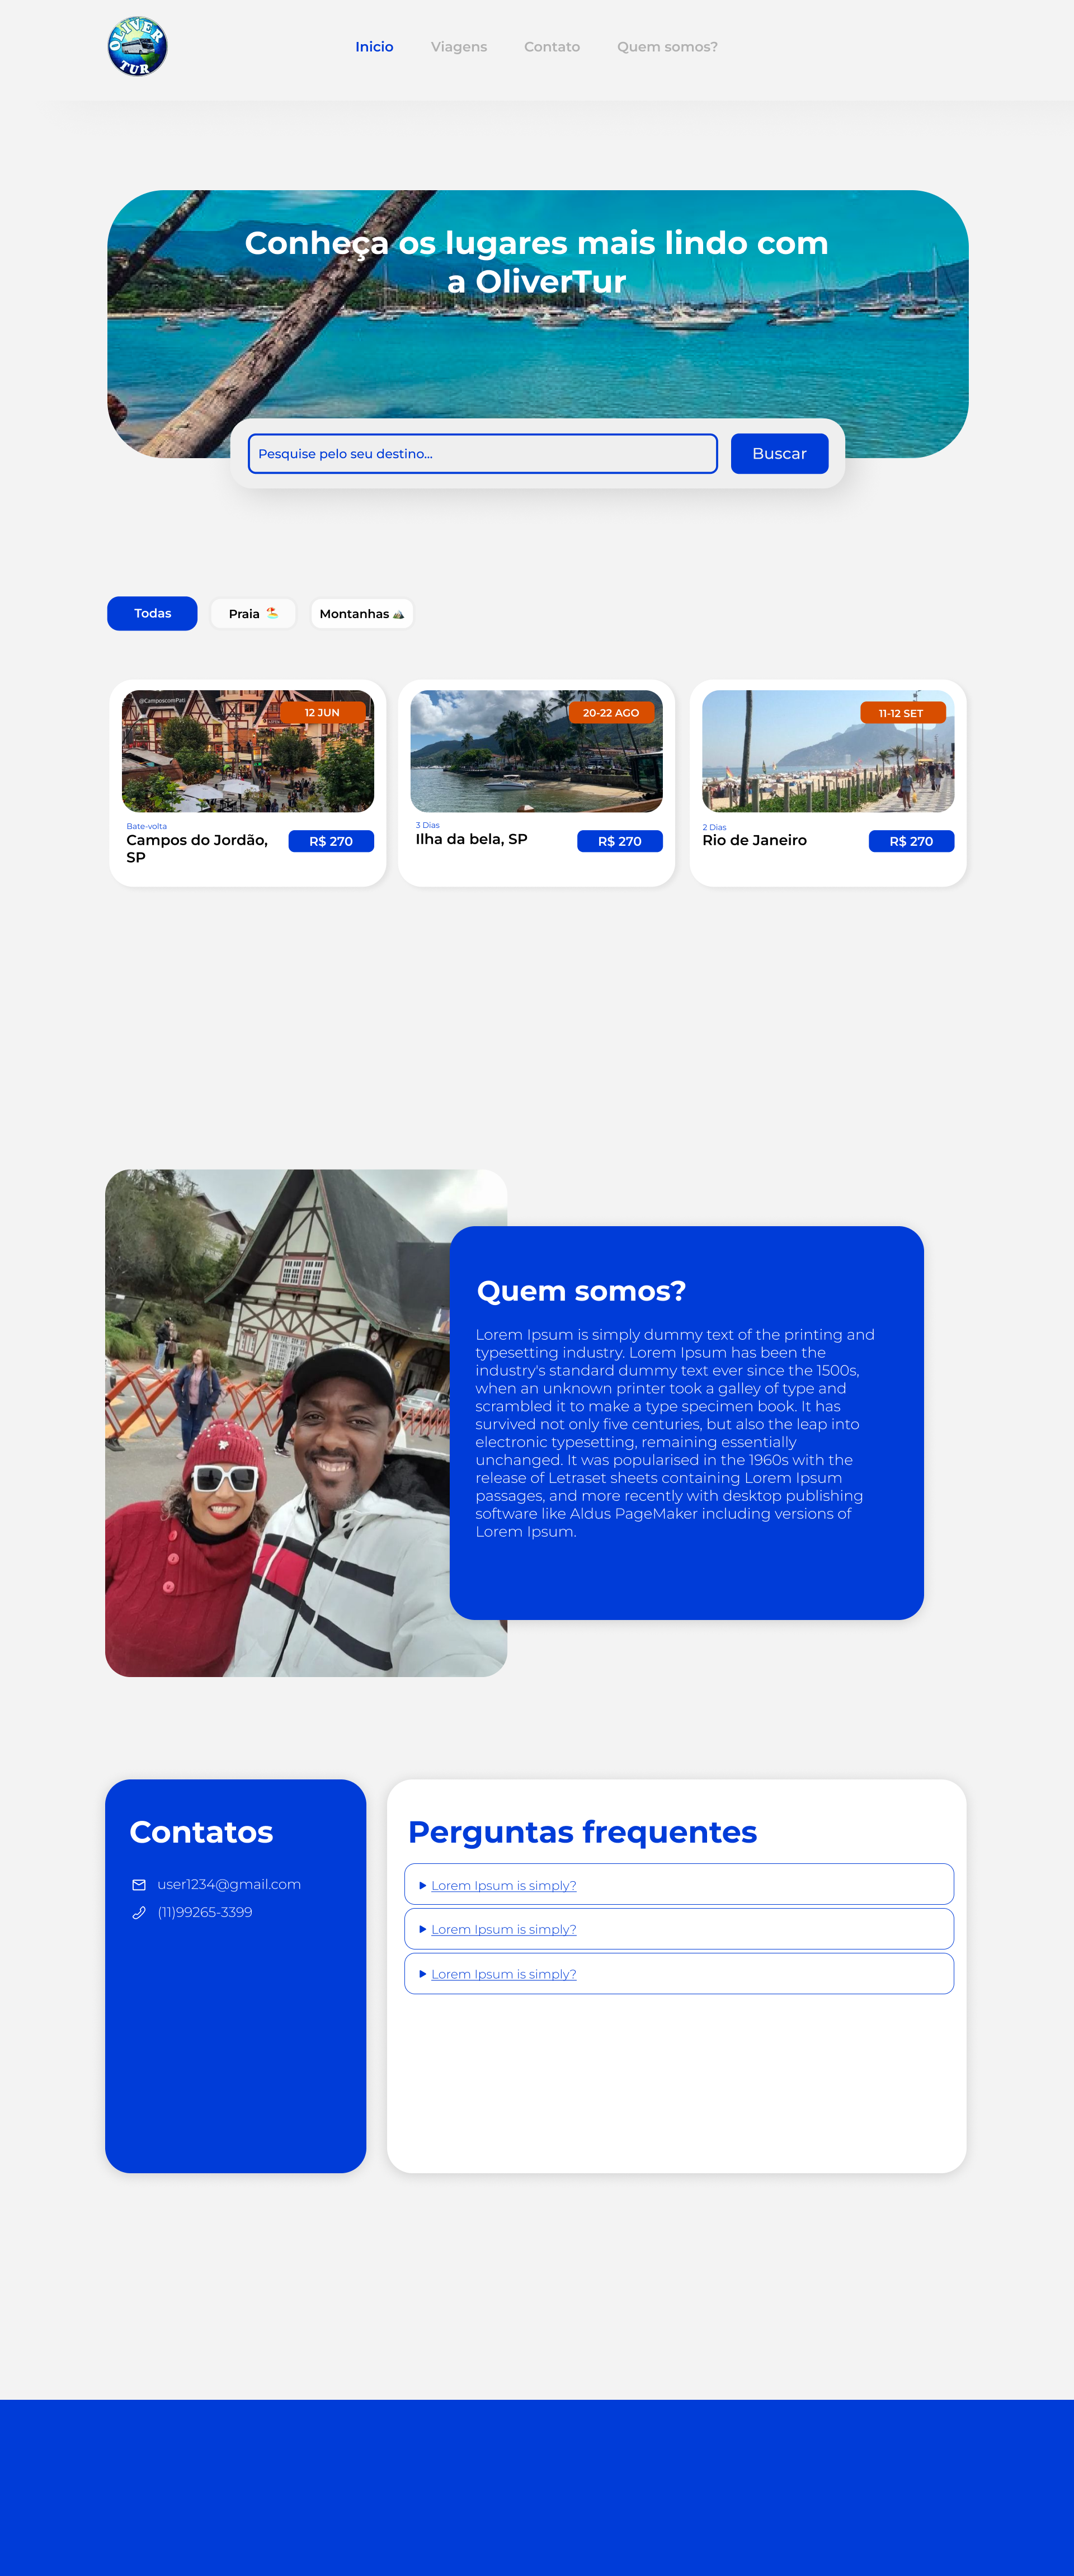 OLIVER
TUR
Inicio
Viagens
Contato
Quem somos?
Conheça os lugares mais lindo com
a OliverTur
Pesquise pelo seu destino...
Buscar
Todas
Praia
Montanhas
@CamposcomPati
12 JUN
20-22 AGO
11-12 SET
Bate-volta
Campos do Jordão,
SP
R$ 270
3 Dias
Ilha da bela, SP
R$ 270
2 Dias
Rio de Janeiro
R$ 270
Quem somos?
Lorem Ipsum is simply dummy text of the printing and
typesetting industry. Lorem Ipsum has been the
industry's standard dummy text ever since the 1500s,
when an unknown printer took a galley of type and
scrambled it to make a type specimen book. It has
survived not only five centuries, but also the leap into
electronic typesetting, remaining essentially
unchanged. It was popularised in the 1960s with the
release of Letraset sheets containing Lorem Ipsum
passages, and more recently with desktop publishing
software like Aldus PageMaker including versions of
Lorem Ipsum.
Contatos
user1234@gmail.com
(11)99265-3399
Perguntas frequentes
Lorem Ipsum is simply?
Lorem Ipsum is simply?
Lorem Ipsum is simply?